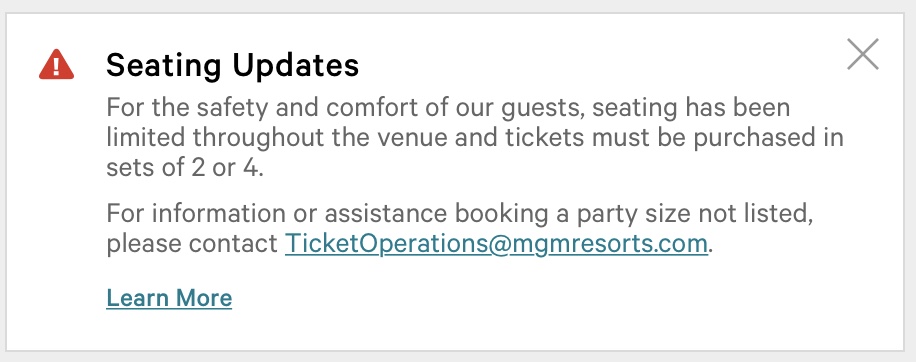 Seating Updates
For the safety and comfort of our guests, seating has been
limited throughout the venue and tickets must be purchased in
sets of 2 or 4.
For information or assistance booking a party size not listed,
please contact TicketOperations@mgmresorts.com.
Learn More